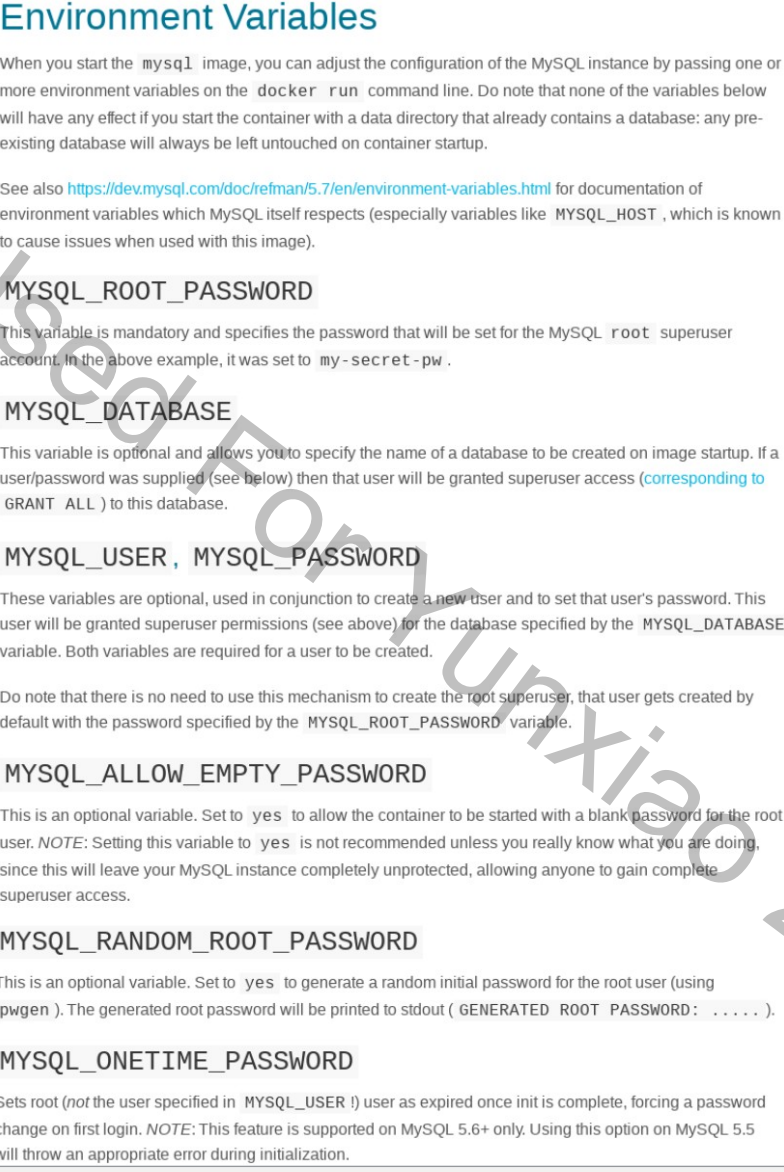 Environment Variables
When you start the mysql image, you can adjust the configuration of the MySQL instance by passing one or
more environment variables on the docker run command line. Do note that none of the variables below
will have any effect if you start the container with a data directory that already contains a database: any pre-
existing database will always be left untouched on container startup.
See also https://dev.mysql.com/doc/refman/5.7/en/environment-variables.html for documentation of
environment variables which MySQL itself respects (especially variables like MYSQL_HOST , which is known
to cause issues when used with this image).
MYSQL_ROOT_PASSWORD
This variable is mandatory and specifies the password that will be set for the MySQL root superuser
account. In the above example, it was set to my-secret-pw .
MYSQL_DATABASE
This variable is optional and allows you to specify the name of a database to be created on image startup. If a
user/password was supplied (see below) then that user will be granted superuser access (corresponding to
GRANT ALL ) to this database.
MYSQL_USER , MYSQL_PASSWORD
These variables are optional, used in conjunction to create a new user and to set that user's password. This
user will be granted superuser permissions (see above) for the database specified by the MYSQL_DATABASE
variable. Both variables are required for a user to be created.
Do note that there is no need to use this mechanism to create the root superuser, that user gets created by
default with the password specified by the MYSQL_ROOT_PASSWORD variable.
MYSQL_ALLOW_EMPTY_PASSWORD
This is an optional variable. Set to yes to allow the container to be started with a blank password for the root
user. NOTE: Setting this variable to yes is not recommended unless you really know what you are doing,
since this will leave your MySQL instance completely unprotected, allowing anyone to gain complete
superuser access.
MYSQL_RANDOM_ROOT_PASSWORD
This is an optional variable. Set to yes to generate a random initial password for the root user (using
pwgen ). The generated root password will be printed to stdout ( GENERATED ROOT PASSWORD: ..... ).
MYSQL_ONETIME_PASSWORD
Sets root (not the user specified in MYSQL_USER !) user as expired once init is complete, forcing a password
change on first login. NOTE: This feature is supported on MySQL 5.6+ only. Using this option on MySQL 5.5
will throw an appropriate error during initialization.
Used For Yunxiao